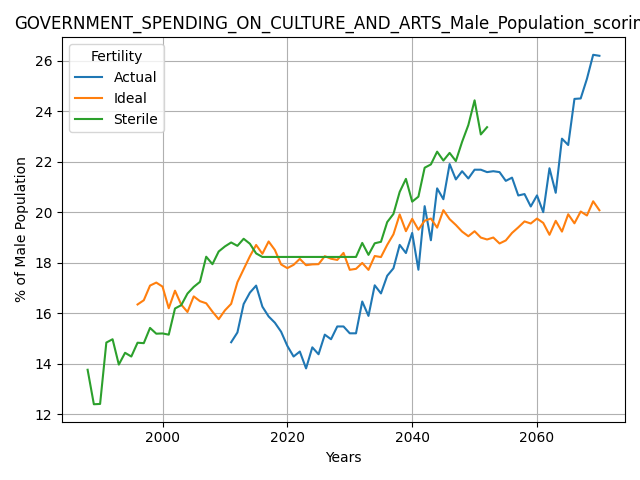 GOVERNMENT_SPENDING_ON_CULTURE_AND_ARTS_Male_Population_scorin
Fertility
Actual
Ideal
Sterile
% of Male Population
26
24
22
20
18
16
14
12
2000 2020 2040 2060
Years